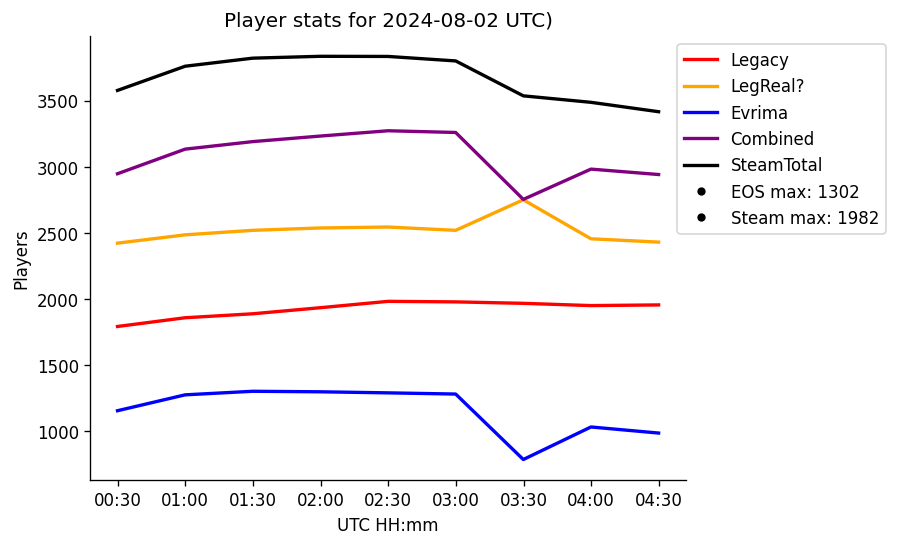 Player stats for 2024-08-02 UTC)
Legacy
LegReal?
Evrima
Combined
SteamTotal
EOS max: 1302
Steam max: 1982
Players
3500
3000
2500
2000
1500
1000
00:30 01:00 01:30 02:00 02:30 03:00 03:30 04:00 04:30
UTC HH:mm